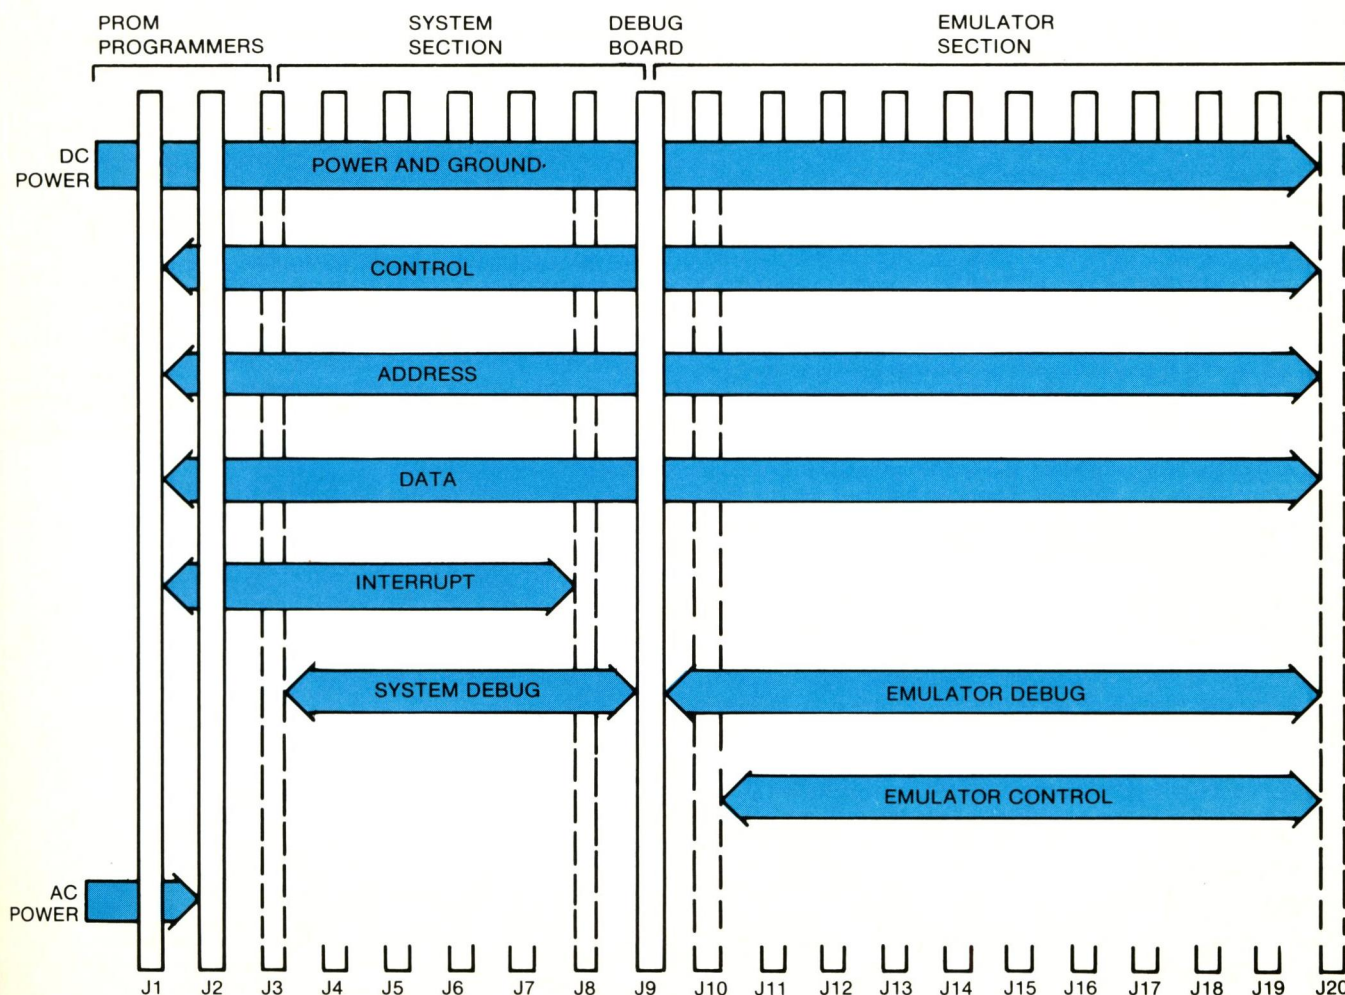 PROM
PROGRAMMERS
SYSTEM
SECTION
DEBUG
BOARD
EMULATOR
SECTION
DC
POWER
POWER AND GROUND
CONTROL
ADDRESS
DATA
INTERRUPT
SYSTEM DEBUG
EMULATOR DEBUG
EMULATOR CONTROL
AC
POWER
J1 J2 J3 J4 J5 J6 J7 J8 J9 J10 J11 J12 J13 J14 J15 J16 J17 J18 J19 J20